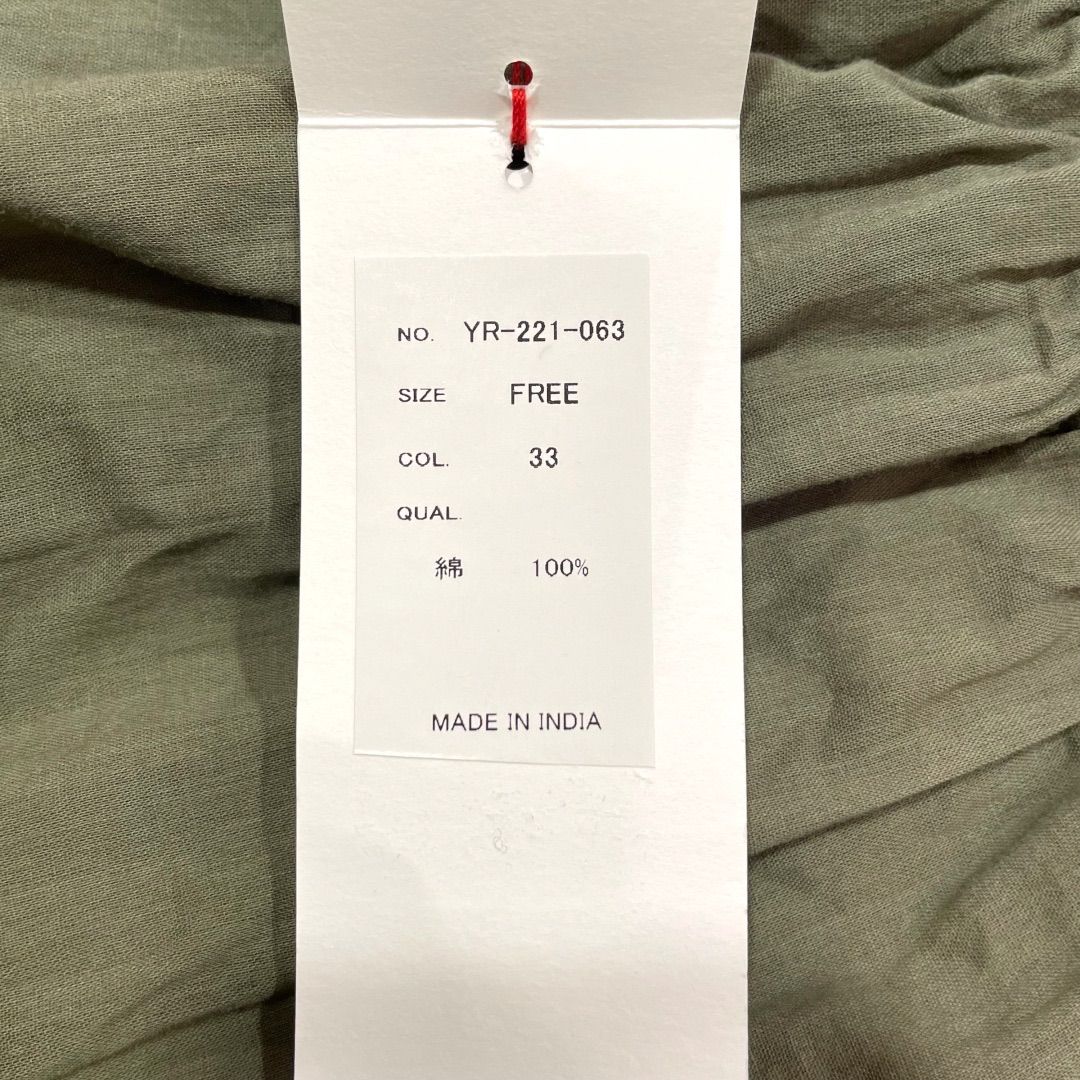 NO. YR-221-063
SIZE FREE
COL. 33
QUAL.
綿 100%
MADE IN INDIA